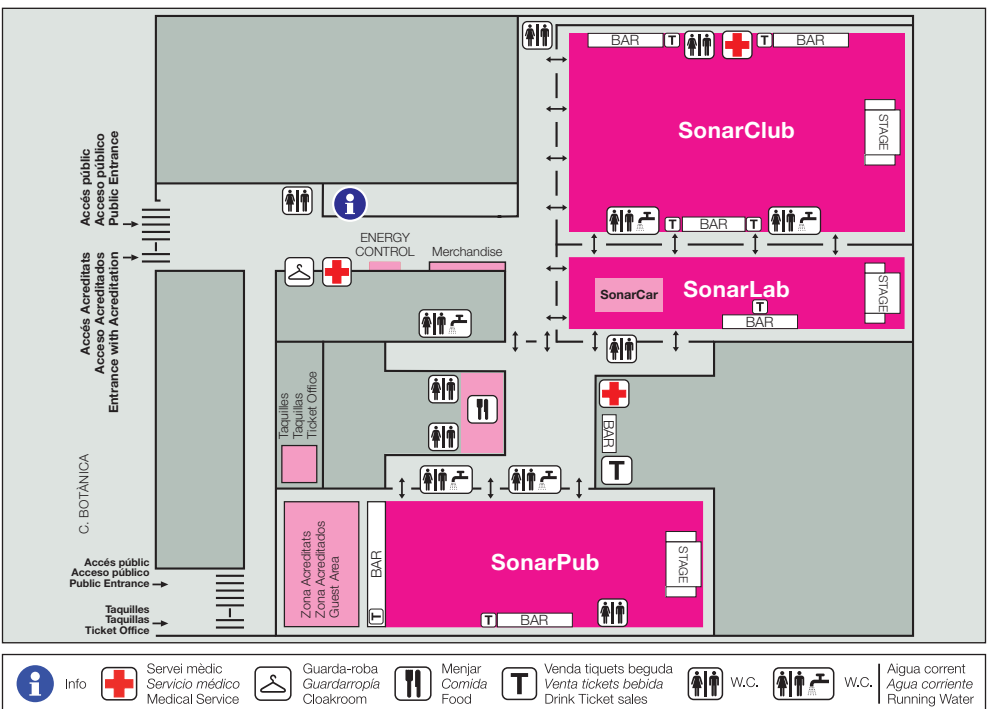 BAR
T
T
BAR
SonarClub
STAGE
Accés públic
Acceso público
Public Entrance
i
T
BAR
T
ENERGY
CONTROL
Merchandise
Accés Acreditats
Acceso Acreditados
Entrance with Acreditation
SonarCar
SonarLab
STAGE
T
BAR
Taquilles
Taquillas
Ticket Office
BAR
T
C. BOTÀNICA
Zona Acreditats
Zona Acreditados
Guest Area
BAR
T
SonarPub
STAGE
T
BAR
Accés públic
Acceso público
Public Entrance
Taquilles
Taquillas
Ticket Office
i
Info
Servei mèdic
Servicio médico
Medical Service
Guarda-roba
Guardarropía
Cloakroom
Menjar
Comida
Food
T
Venda tiquets beguda
Venta tickets bebida
Drink Ticket sales
W.C.
W.C.
Aigua corrent
Agua corriente
Running Water